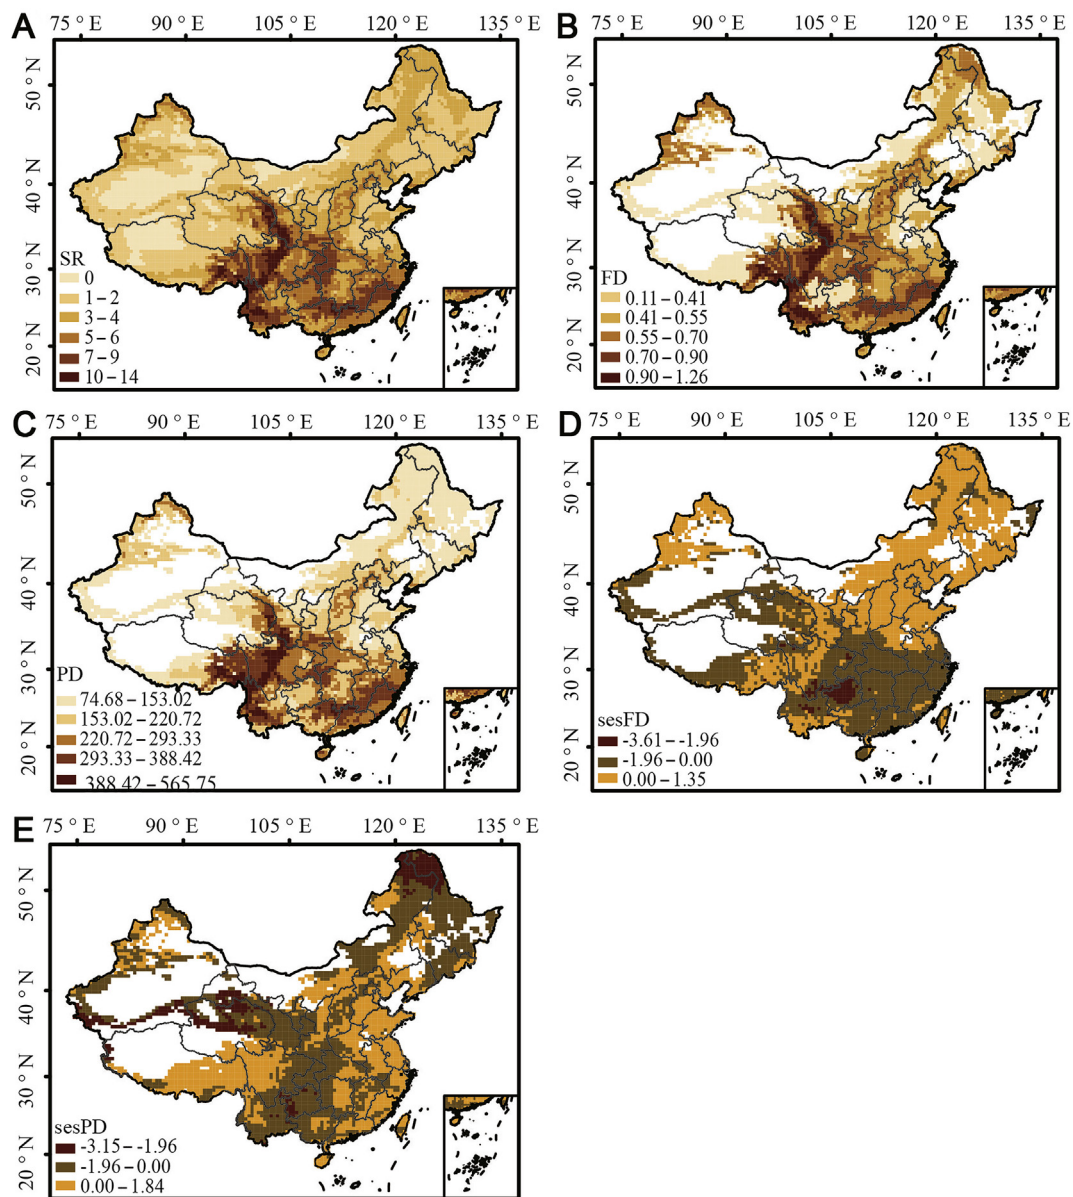 A
75 ° E 90 ° E 105 ° E 120 ° E 135 ° E
50 ° N
40 ° N
30 ° N
20 ° N
SR
0
1 – 2
3 – 4
5 – 6
7 – 9
10 – 14
B
75 ° E 90 ° E 105 ° E 120 ° E 135 ° E
50 ° N
40 ° N
30 ° N
20 ° N
FD
0.11 – 0.41
0.41 – 0.55
0.55 – 0.70
0.70 – 0.90
0.90 – 1.26
C
75 ° E 90 ° E 105 ° E 120 ° E 135 ° E
50 ° N
40 ° N
30 ° N
20 ° N
PD
74.68 – 153.02
153.02 – 220.72
220.72 – 293.33
293.33 – 388.42
388.42 – 565.75
D
75 ° E 90 ° E 105 ° E 120 ° E 135 ° E
50 ° N
40 ° N
30 ° N
20 ° N
sesFD
-3.61 – -1.96
-1.96 – 0.00
0.00 – 1.35
E
75 ° E 90 ° E 105 ° E 120 ° E 135 ° E
50 ° N
40 ° N
30 ° N
20 ° N
sesPD
-3.15 – -1.96
-1.96 – 0.00
0.00 – 1.84